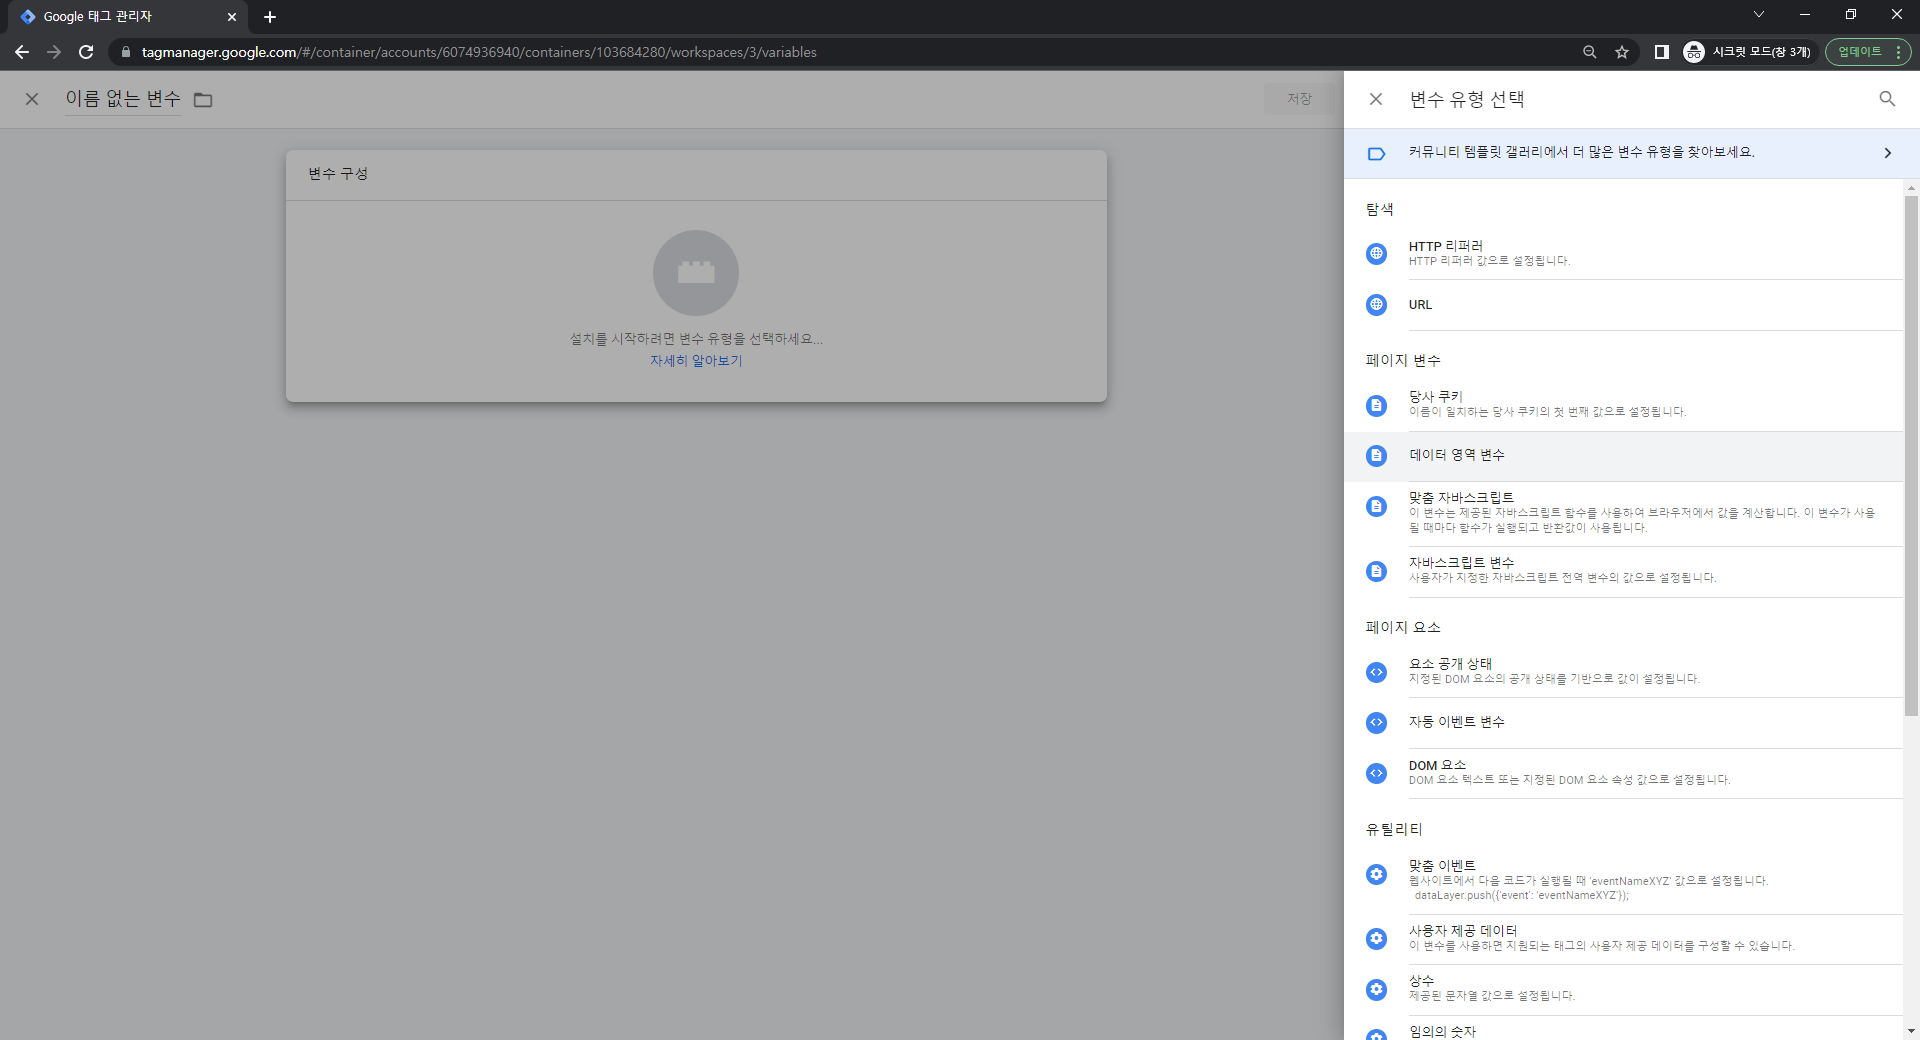 Google 태그 관리자
tagmanager.google.com/#/container/accounts/6074936940/containers/103684280/workspaces/3/variables
시크릿 모드(창 3개)
업데이트
이름 없는 변수
저장
변수 구성
설치를 시작하려면 변수 유형을 선택하세요...
자세히 알아보기
변수 유형 선택
커뮤니티 템플릿 갤러리에서 더 많은 변수 유형을 찾아보세요.
탐색
HTTP 리퍼러
HTTP 리퍼러 값으로 설정됩니다.
URL
페이지 변수
당사 쿠키
이름이 일치하는 당사 쿠키의 첫 번째 값으로 설정됩니다.
데이터 영역 변수
맞춤 자바스크립트
이 변수는 제공된 자바스크립트 함수를 사용하여 브라우저에서 값을 계산합니다. 이 변수가 사용
될 때마다 함수가 실행되고 반환값이 사용됩니다.
자바스크립트 변수
사용자가 지정한 자바스크립트 전역 변수의 값으로 설정됩니다.
페이지 요소
요소 공개 상태
지정된 DOM 요소의 공개 상태를 기반으로 값이 설정됩니다.
자동 이벤트 변수
DOM 요소
DOM 요소 텍스트 또는 지정된 DOM 요소 속성 값으로 설정됩니다.
유틸리티
맞춤 이벤트
웹사이트에서 다음 코드가 실행될 때 'eventNameXYZ' 값으로 설정됩니다.
dataLayer.push({'event': 'eventNameXYZ'});
사용자 제공 데이터
이 변수를 사용하면 지원되는 태그의 사용자 제공 데이터를 구성할 수 있습니다.
상수
제공된 문자열 값으로 설정됩니다.
임의의 숫자